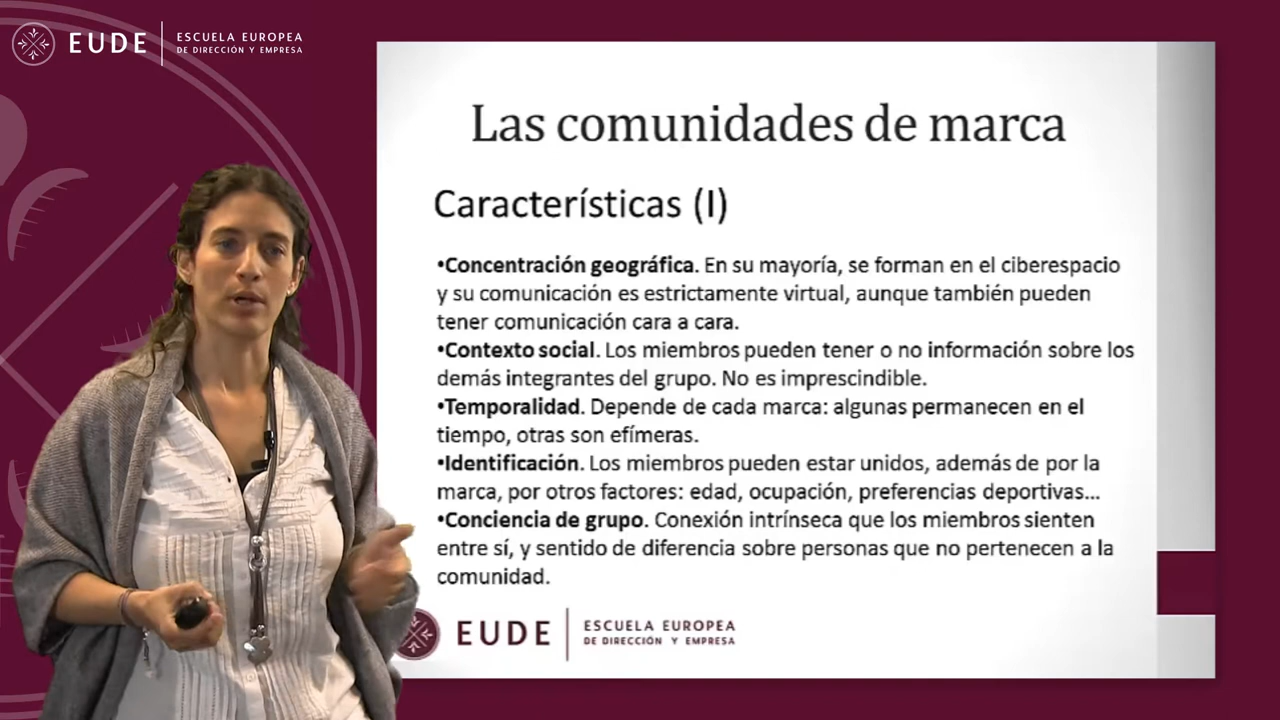 EUDE
ESCUELA EUROPEA
DE DIRECCIÓN Y EMPRESA
Las comunidades de marca
Características (I)
•Concentración geográfica. En su mayoría, se forman en el ciberespacio
y su comunicación es estrictamente virtual, aunque también pueden
tener comunicación cara a cara.
•Contexto social. Los miembros pueden tener o no información sobre los
demás integrantes del grupo. No es imprescindible.
•Temporalidad. Depende de cada marca: algunas permanecen en el
tiempo, otras son efímeras.
•Identificación. Los miembros pueden estar unidos, además de por la
marca, por otros factores: edad, ocupación, preferencias deportivas...
•Conciencia de grupo. Conexión intrínseca que los miembros sienten
entre sí, y sentido de diferencia sobre personas que no pertenecen a la
comunidad.
EUDE
ESCUELA EUROPEA
DE DIRECCIÓN Y EMPRESA